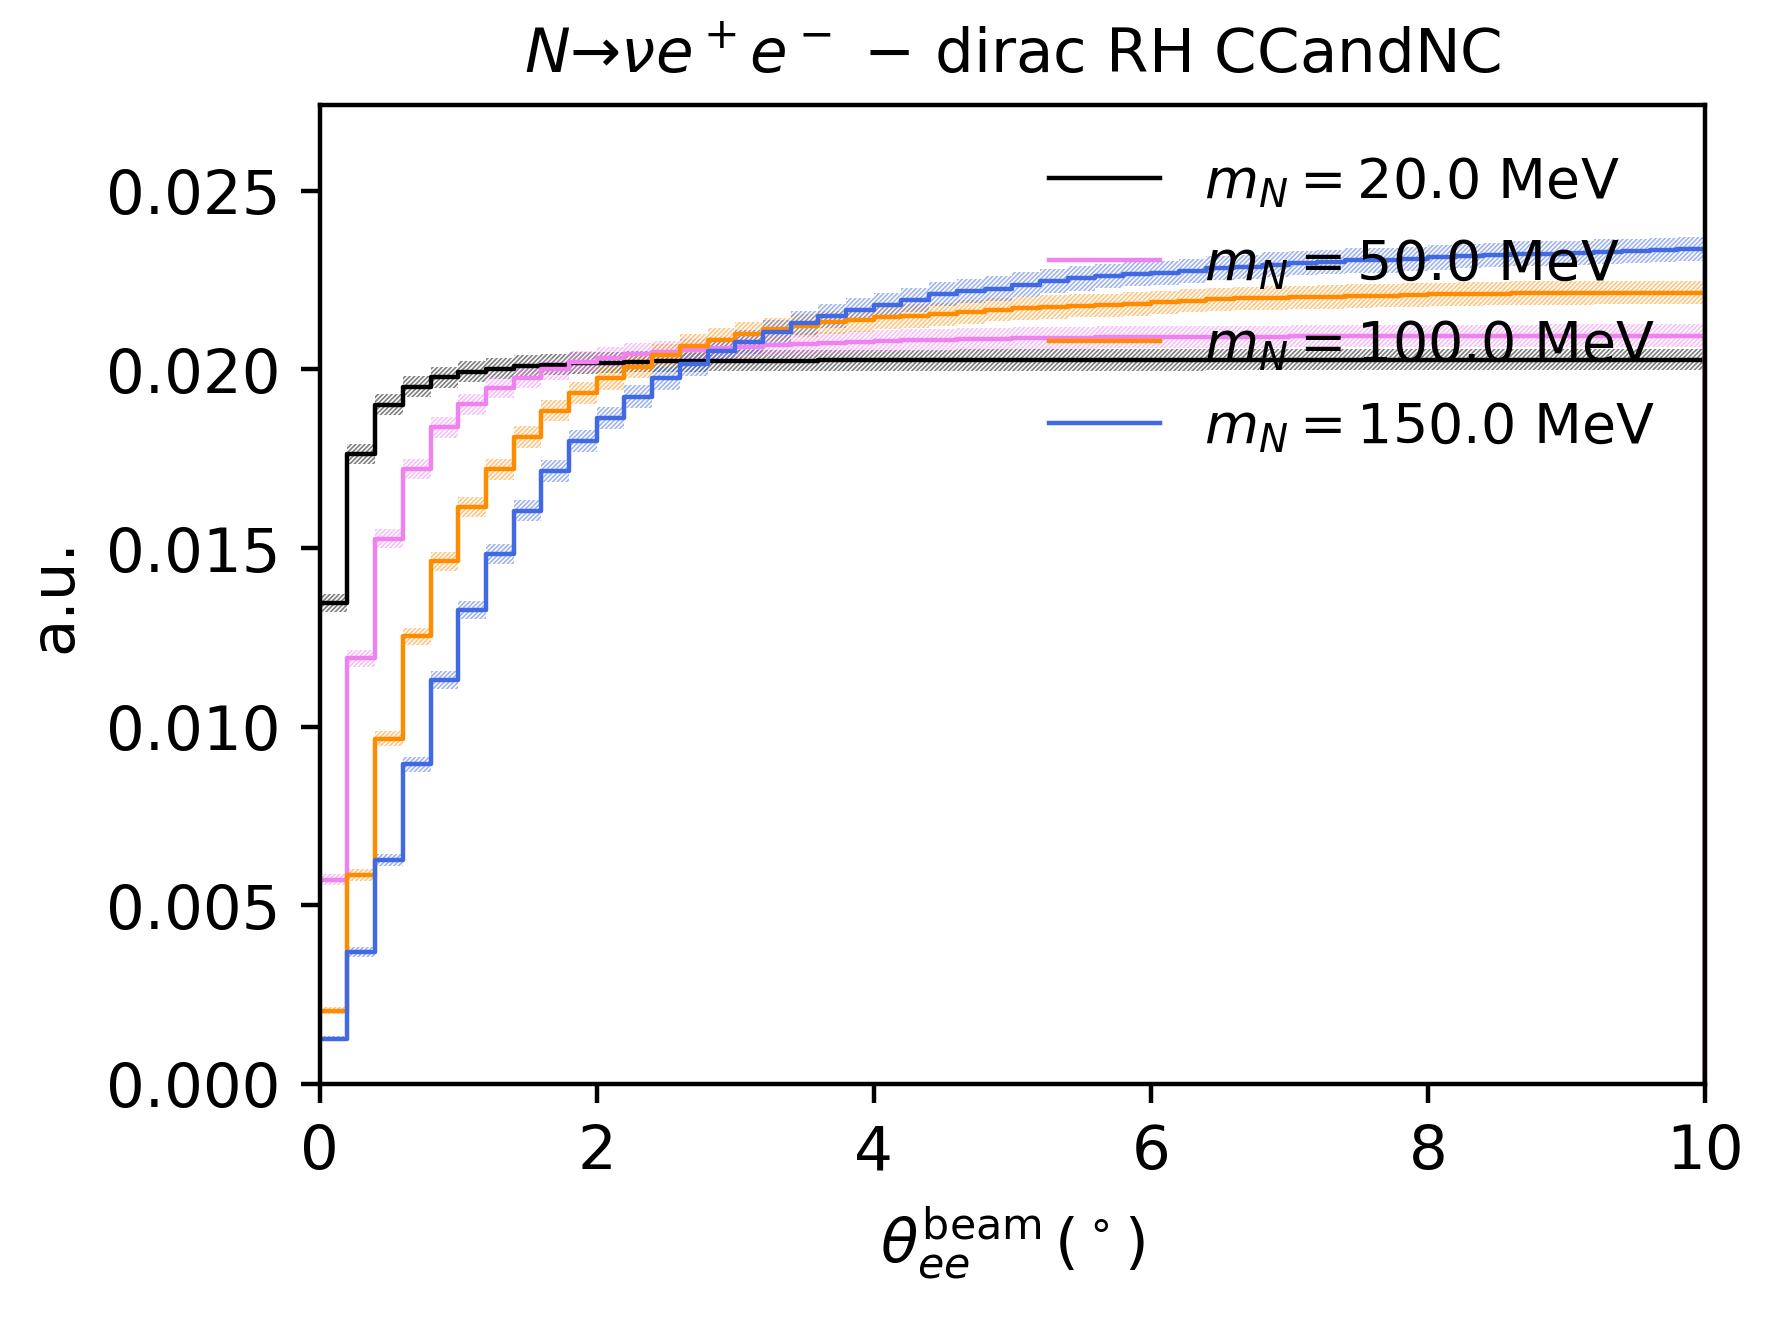 N→νe⁺e⁻ − dirac RH CCandNC
a.u.
0.025
0.020
0.015
0.010
0.005
0.000
m_N = 20.0 MeV
m_N = 50.0 MeV
m_N = 100.0 MeV
m_N = 150.0 MeV
0 2 4 6 8 10
θ_{ee}^{beam} (°)